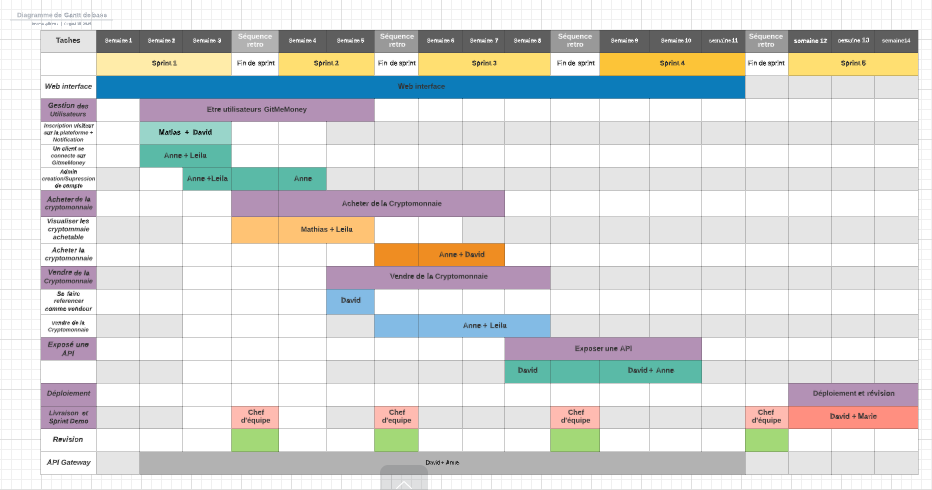 Diagramme de Gantt de base
Taches
Semaine 1
Semaine 2
Semaine 3
Séquence
retro
Semaine 4
Semaine 5
Séquence
retro
Semaine 6
Semaine 7
Semaine 8
Séquence
retro
Semaine 9
Semaine 10
semaine11
Séquence
retro
semaine 12
semaine 13
semaine14
Sprint 1
Fin de sprint
Sprint 2
Fin de sprint
Sprint 3
Fin de sprint
Sprint 4
Fin de sprint
Sprint 5
Web interface
Web interface
Gestion des
Utilisateurs
Etre utilisateurs GitMeMoney
Inscription visiteur
sur la plateforme +
Notification
Matias + David
Un client se
connecte sur
GitmeMoney
Anne + Leila
Admin
creation/Supression
de compte
Anne +Leila
Anne
Acheter de la
cryptomonnaie
Acheter de la Cryptomonnaie
Visualiser les
cryptommaie
achetable
Mathias + Leila
Acheter la
cryptomonnaie
Anne + David
Vendre de la
Cryptomonnaie
Vendre de la Cryptomonnaie
Se faire
referencer
comme vendeur
David
vendre de la
Cryptomonnaie
Anne + Leila
Exposé une
API
Exposer une API
David
David + Anne
Déploiement
Déploiement et révision
Livraison et
Sprint Demo
Chef
d'équipe
Chef
d'équipe
Chef
d'équipe
Chef
d'équipe
David + Marie
Revision
API Gateway
David+ Anne